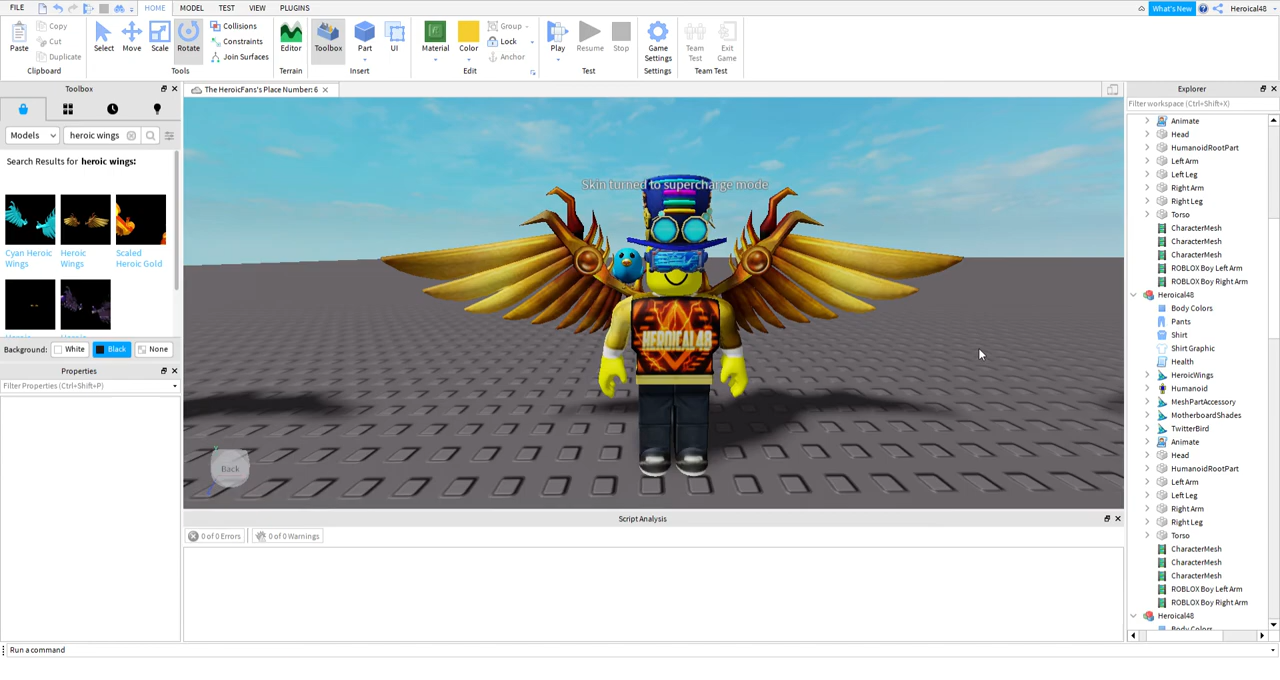 FILE HOME MODEL TEST VIEW PLUGINS What's New Heroical48
Paste Copy Cut Duplicate Clipboard
Select Move Scale Rotate Collisions Constraints Join Surfaces Tools
Editor Terrain
Toolbox Part UI Insert
Material Color Group Lock Anchor Edit
Play Resume Stop Test
Game Settings Settings
Team Test Exit Game Team Test
Toolbox
Models heroic wings
Search Results for heroic wings:
Cyan Heroic Wings
Heroic Wings
Scaled Heroic Gold
Background: White Black None
Properties
Filter Properties (Ctrl+Shift+P)
The HeroicFans's Place Number: 6
Skin turned to supercharge mode
HEROICAL48
Back
Script Analysis
0 of 0 Errors 0 of 0 Warnings
Explorer
Filter workspace (Ctrl+Shift+X)
Animate
Head
HumanoidRootPart
Left Arm
Left Leg
Right Arm
Right Leg
Torso
CharacterMesh
CharacterMesh
CharacterMesh
ROBLOX Boy Left Arm
ROBLOX Boy Right Arm
Heroical48
Body Colors
Pants
Shirt
Shirt Graphic
Health
HeroicWings
Humanoid
MeshPartAccessory
MotherboardShades
TwitterBird
Animate
Head
HumanoidRootPart
Left Arm
Left Leg
Right Arm
Right Leg
Torso
CharacterMesh
CharacterMesh
CharacterMesh
ROBLOX Boy Left Arm
ROBLOX Boy Right Arm
Heroical48
Body Colors
Run a command